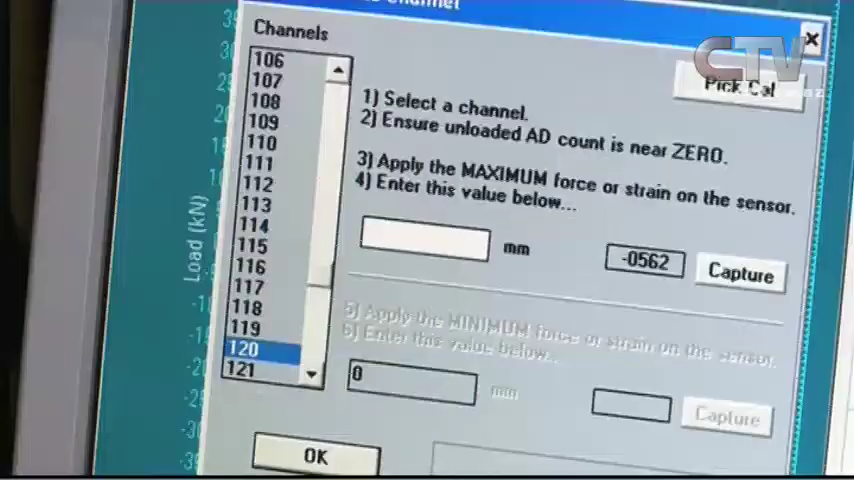 Channel
Channels
CTV
Pick Cal
106
107
108
109
110
111
112
113
114
115
116
117
118
119
120
121
1) Select a channel.
2) Ensure unloaded AD count is near ZERO.
3) Apply the MAXIMUM force or strain on the sensor.
4) Enter this value below...
mm
-0562
Capture
5) Apply the MINIMUM force or strain on the sensor.
6) Enter this value below...
0
mm
Capture
OK
Load (kN)